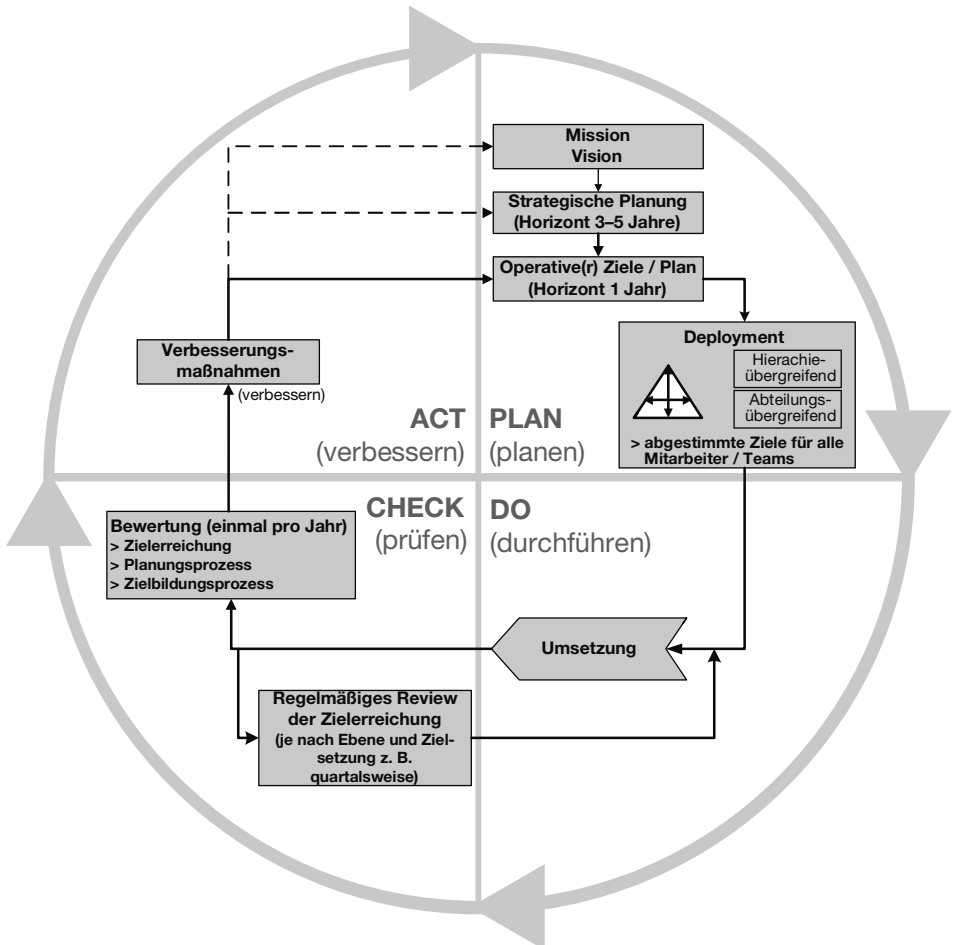 Mission
Vision
Strategische Planung
(Horizont 3–5 Jahre)
Operative(r) Ziele / Plan
(Horizont 1 Jahr)
Deployment
Hierachie-
übergreifend
Abteilungs-
übergreifend
> abgestimmte Ziele für alle
Mitarbeiter / Teams
Verbesserungs-
maßnahmen
(verbessern)
ACT
(verbessern)
PLAN
(planen)
CHECK
(prüfen)
DO
(durchführen)
Bewertung (einmal pro Jahr)
> Zielerreichung
> Planungsprozess
> Zielbildungsprozess
Umsetzung
Regelmäßiges Review
der Zielerreichung
(je nach Ebene und Ziel-
setzung z. B.
quartalsweise)